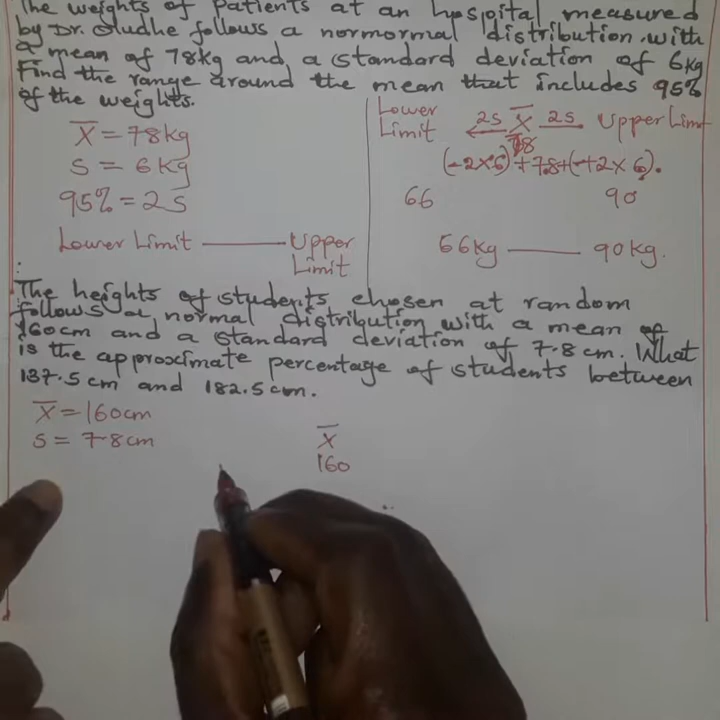 The weights of patients at an hospital measured
by Dr. Oludhe follows a normormal distribution with
a mean of 78kg and a standard deviation of 6kg
Find the range around the mean that includes 95%
of the weights.
X̅ = 78kg
S = 6kg
95% = 2S
Lower Limit —— Upper
Limit
Lower
Limit 2S X̅ 2S Upper Limit
78
(-2×6)+78+(+2×6).
66 90
66kg —— 90kg.
The heights of students chosen at random
follows a normal distribution with a mean of
160cm and a standard deviation of 7.8cm. What
is the approximate percentage of students between
137.5cm and 182.5cm.
X̅ = 160cm
S = 7.8cm
X̅
160